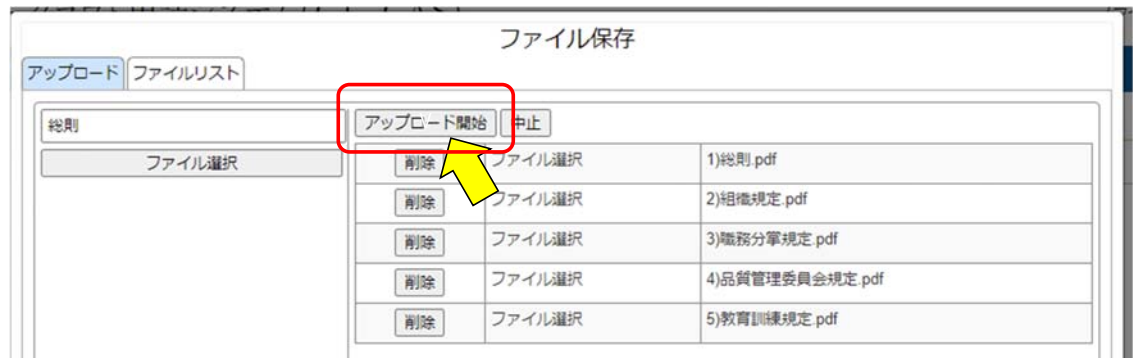 ファイル保存
アップロード ファイルリスト
総則
アップロード開始 中止
ファイル選択
削除 ファイル選択 1)総則.pdf
削除 ファイル選択 2)組織規定.pdf
削除 ファイル選択 3)職務分掌規定.pdf
削除 ファイル選択 4)品質管理委員会規定.pdf
削除 ファイル選択 5)教育訓練規定.pdf